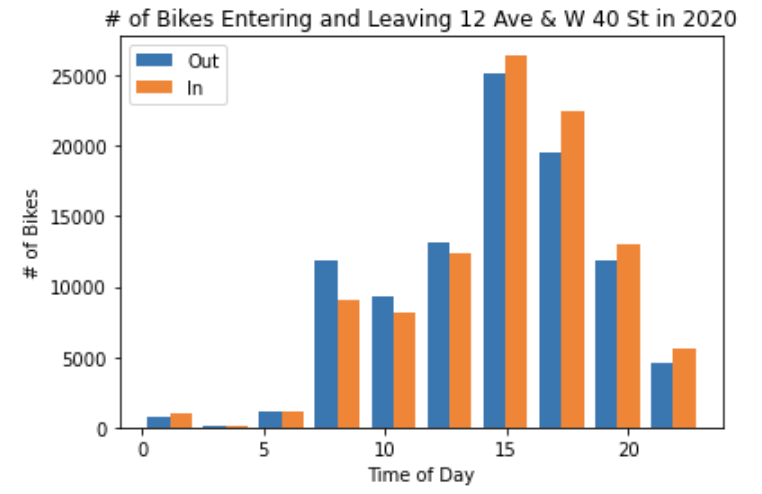 # of Bikes Entering and Leaving 12 Ave & W 40 St in 2020
Out
In
25000
20000
15000
10000
5000
0
# of Bikes
0 5 10 15 20
Time of Day